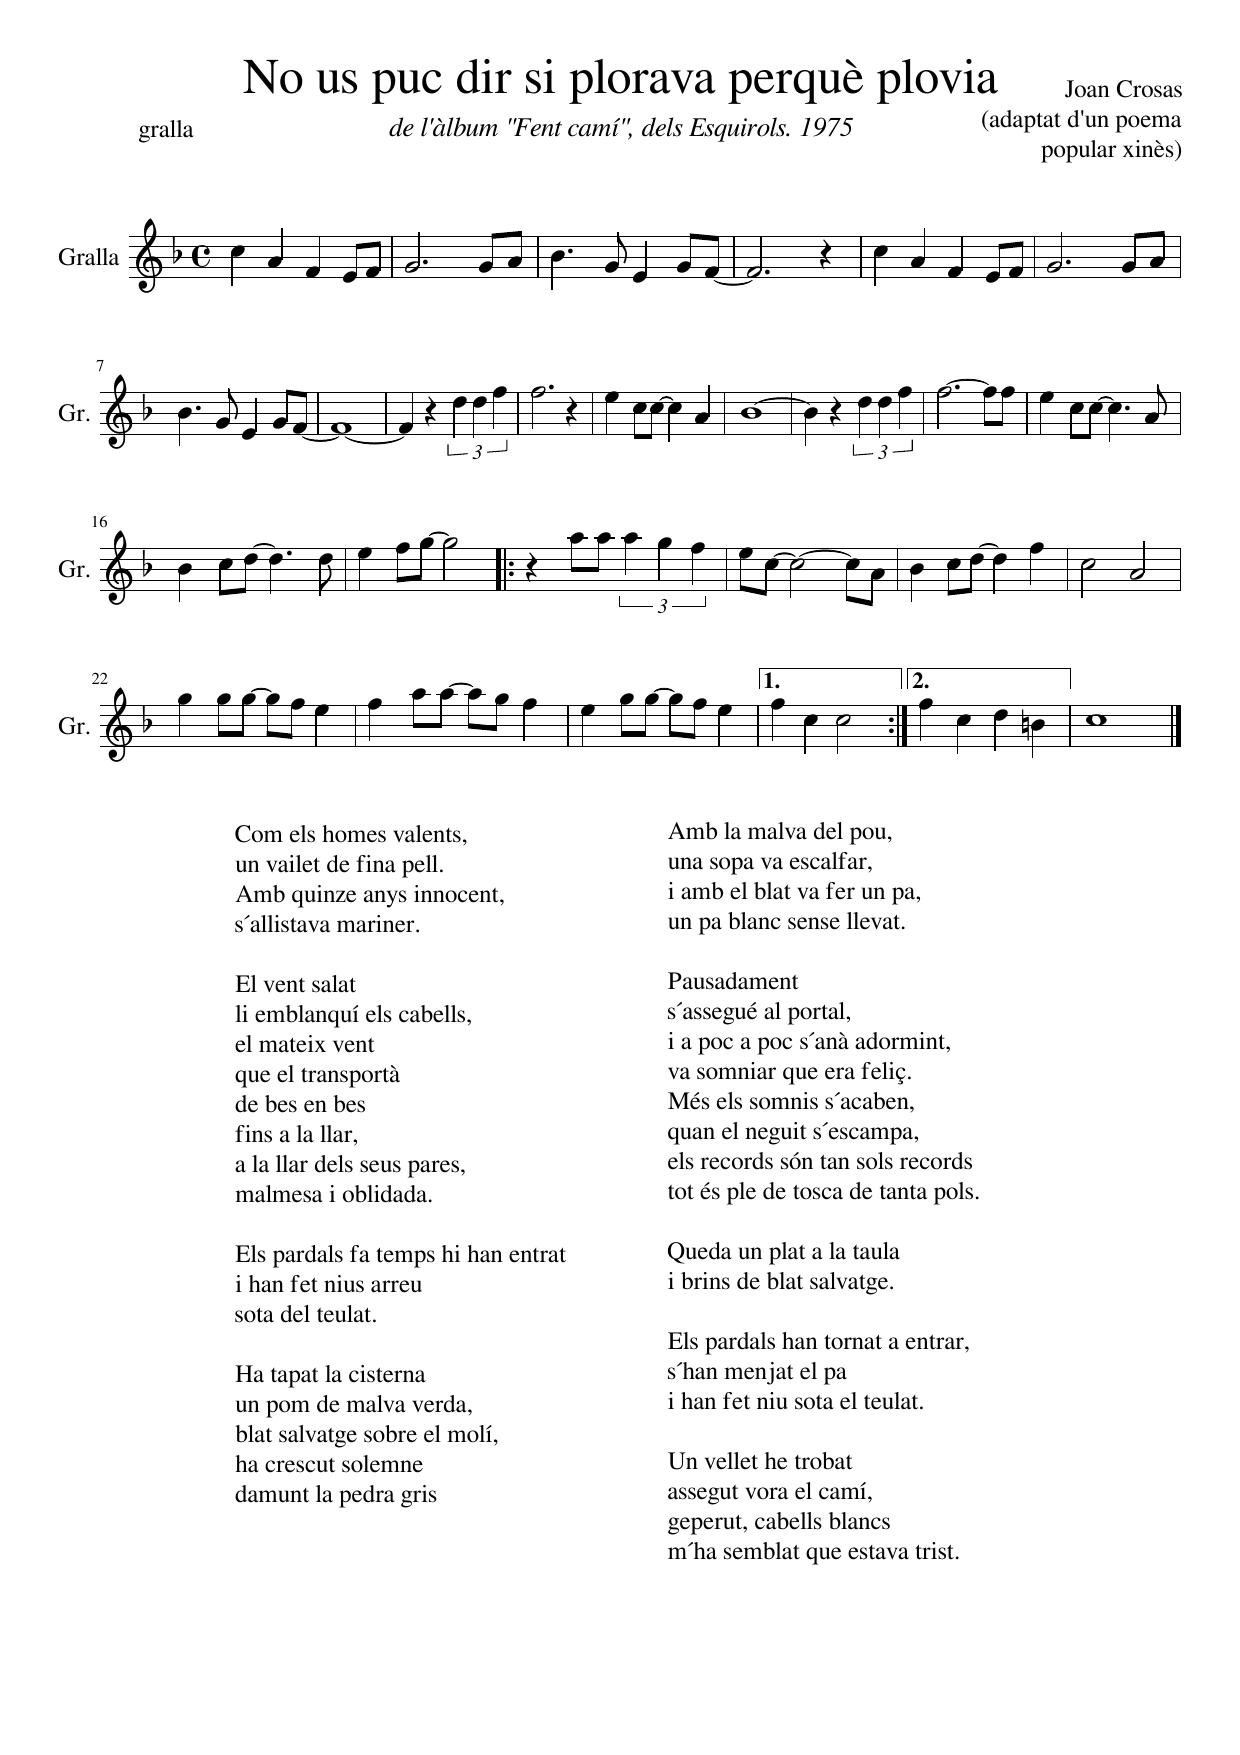 No us puc dir si plorava perquè plovia
Joan Crosas
(adaptat d'un poema
popular xinès)
gralla
de l'àlbum "Fent camí", dels Esquirols. 1975
Gralla
7
Gr.
3
3
16
Gr.
3
22
Gr.
1.
2.
Com els homes valents,
un vailet de fina pell.
Amb quinze anys innocent,
s´allistava mariner.
El vent salat
li emblanquí els cabells,
el mateix vent
que el transportà
de bes en bes
fins a la llar,
a la llar dels seus pares,
malmesa i oblidada.
Els pardals fa temps hi han entrat
i han fet nius arreu
sota del teulat.
Ha tapat la cisterna
un pom de malva verda,
blat salvatge sobre el molí,
ha crescut solemne
damunt la pedra gris
Amb la malva del pou,
una sopa va escalfar,
i amb el blat va fer un pa,
un pa blanc sense llevat.
Pausadament
s´assegué al portal,
i a poc a poc s´anà adormint,
va somniar que era feliç.
Més els somnis s´acaben,
quan el neguit s´escampa,
els records són tan sols records
tot és ple de tosca de tanta pols.
Queda un plat a la taula
i brins de blat salvatge.
Els pardals han tornat a entrar,
s´han menjat el pa
i han fet niu sota el teulat.
Un vellet he trobat
assegut vora el camí,
geperut, cabells blancs
m´ha semblat que estava trist.